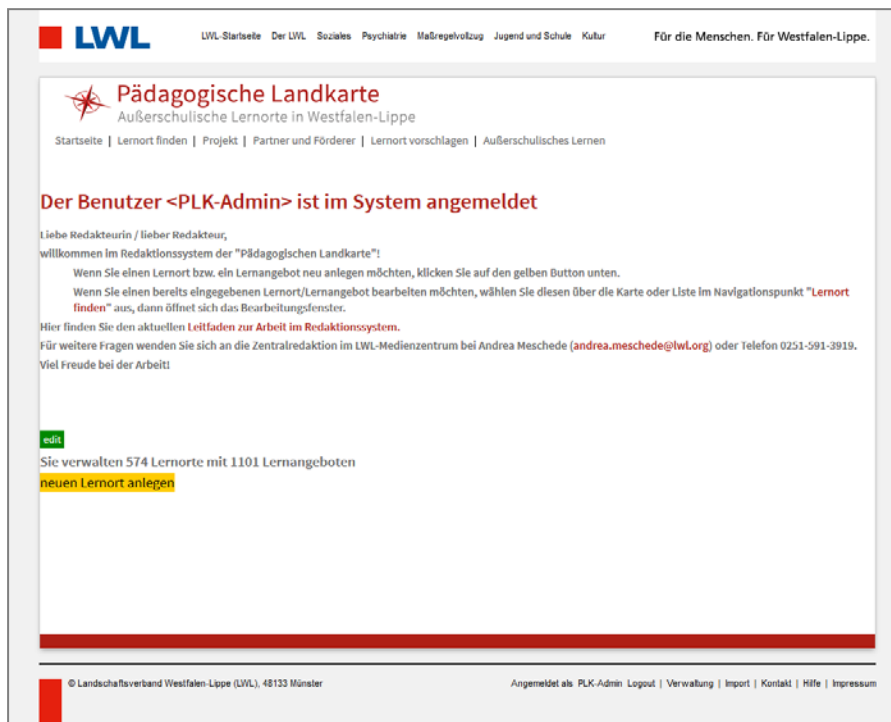 LWL
LWL-Startseite Der LWL Soziales Psychiatrie Maßregelvollzug Jugend und Schule Kultur
Für die Menschen. Für Westfalen-Lippe.
Pädagogische Landkarte
Außerschulische Lernorte in Westfalen-Lippe
Startseite | Lernort finden | Projekt | Partner und Förderer | Lernort vorschlagen | Außerschulisches Lernen
Der Benutzer <PLK-Admin> ist im System angemeldet
Liebe Redakteurin / lieber Redakteur,
willkommen im Redaktionssystem der "Pädagogischen Landkarte"!
Wenn Sie einen Lernort bzw. ein Lernangebot neu anlegen möchten, klicken Sie auf den gelben Button unten.
Wenn Sie einen bereits eingegebenen Lernort/Lernangebot bearbeiten möchten, wählen Sie diesen über die Karte oder Liste im Navigationspunkt "Lernort
finden" aus, dann öffnet sich das Bearbeitungsfenster.
Hier finden Sie den aktuellen Leitfaden zur Arbeit im Redaktionssystem.
Für weitere Fragen wenden Sie sich an die Zentralredaktion im LWL-Medienzentrum bei Andrea Meschede (andrea.meschede@lwl.org) oder Telefon 0251-591-3919.
Viel Freude bei der Arbeit!
edit
Sie verwalten 574 Lernorte mit 1101 Lernangeboten
neuen Lernort anlegen
© Landschaftsverband Westfalen-Lippe (LWL), 48133 Münster
Angemeldet als PLK-Admin Logout | Verwaltung | Import | Kontakt | Hilfe | Impressum